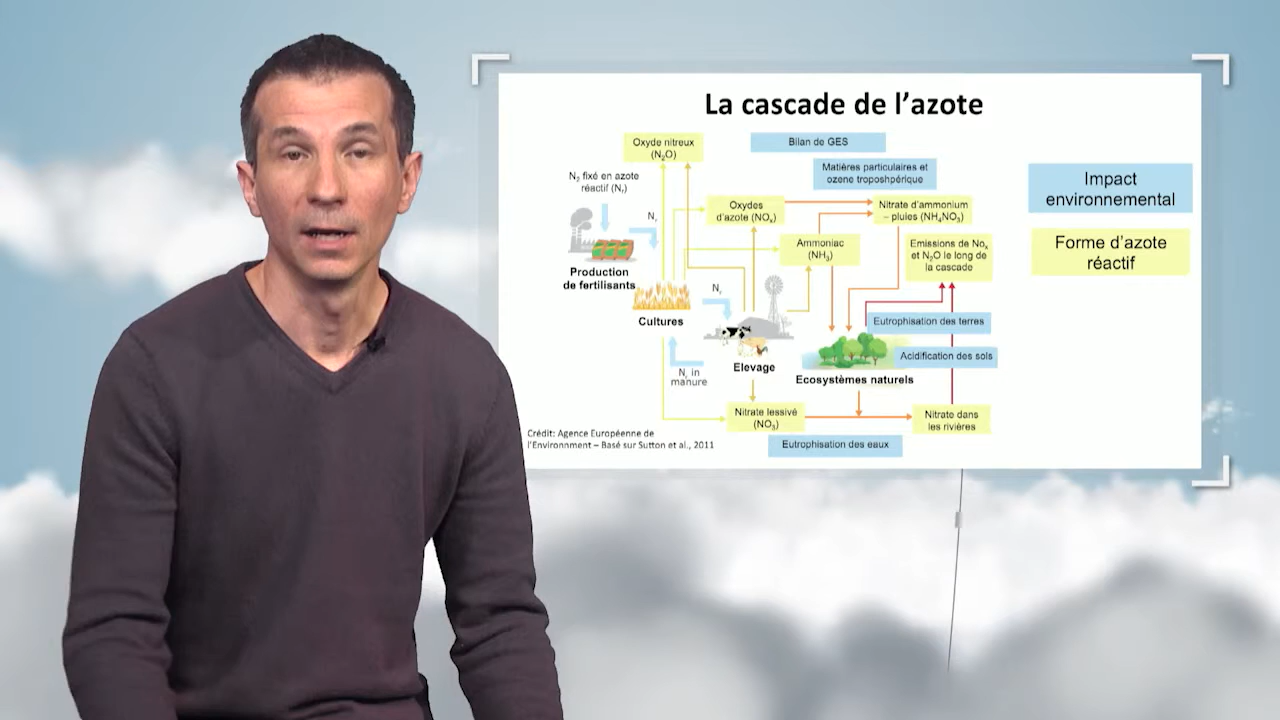 La cascade de l’azote
Oxyde nitreux
(N₂O)
Bilan de GES
Matières particulaires et
ozene troposhpérique
N₂ fixé en azote
réactif (Nᵣ)
Nᵣ
Oxydes
d’azote (NOₓ)
Nitrate d’ammonium
– pluies (NH₄NO₃)
Ammoniac
(NH₃)
Emissions de Noₓ
et N₂O le long de
la cascade
Production
de fertilisants
Cultures
Nᵣ
Elevage
Nᵣ in
manure
Eutrophisation des terres
Acidification des sols
Ecosystèmes naturels
Nitrate lessivé
(NO₃)
Nitrate dans
les rivières
Eutrophisation des eaux
Crédit: Agence Européenne de
l’Environnment – Basé sur Sutton et al., 2011
Impact
environnemental
Forme d’azote
réactif